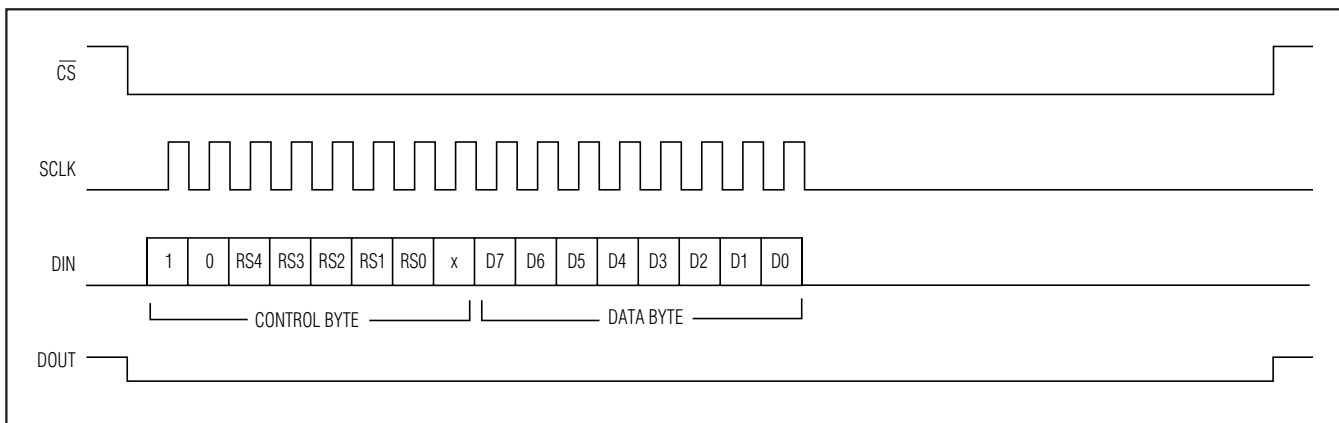 C̅S̅
SCLK
DIN 1 0 RS4 RS3 RS2 RS1 RS0 x D7 D6 D5 D4 D3 D2 D1 D0
CONTROL BYTE DATA BYTE
DOUT